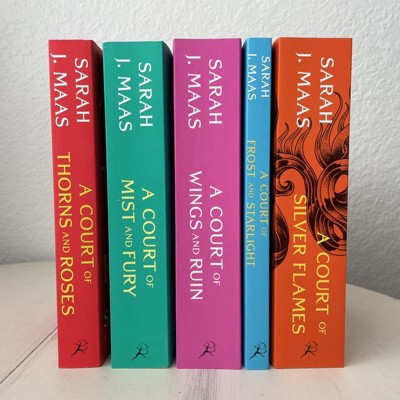 SARAH
J. MAAS
A COURT OF
THORNS AND ROSES
SARAH
J. MAAS
A COURT OF
MIST AND FURY
SARAH
J. MAAS
A COURT OF
WINGS AND RUIN
SARAH
J. MAAS
A COURT OF
FROST AND STARLIGHT
SARAH
J. MAAS
A COURT OF
SILVER FLAMES